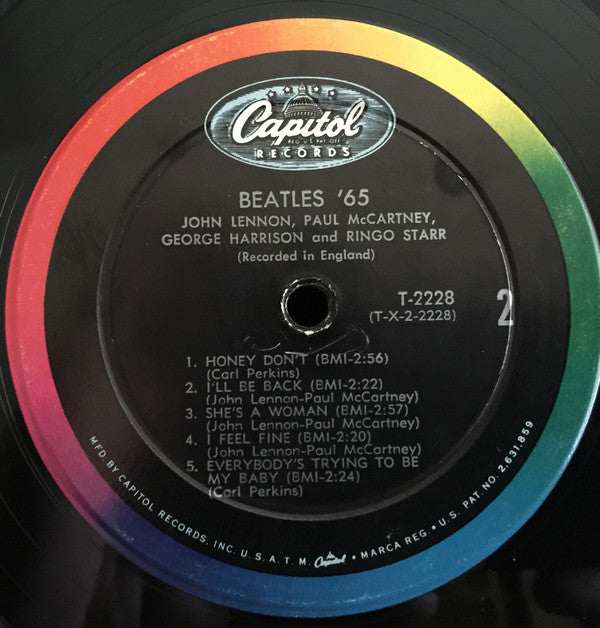 Capitol
REG. U.S. PAT. OFF.
RECORDS
BEATLES '65
JOHN LENNON, PAUL McCARTNEY,
GEORGE HARRISON and RINGO STARR
(Recorded in England)
T-2228
(T-X-2-2228)
2
1. HONEY DON'T (BMI-2:56)
(Carl Perkins)
2. I'LL BE BACK (BMI-2:22)
(John Lennon-Paul McCartney)
3. SHE'S A WOMAN (BMI-2:57)
(John Lennon-Paul McCartney)
4. I FEEL FINE (BMI-2:20)
(John Lennon-Paul McCartney)
5. EVERYBODY'S TRYING TO BE
MY BABY (BMI-2:24)
(Carl Perkins)
MFD. BY CAPITOL RECORDS, INC. U.S.A. T.M. Capitol • MARCA REG. • U.S. PAT. NO. 2,631,859